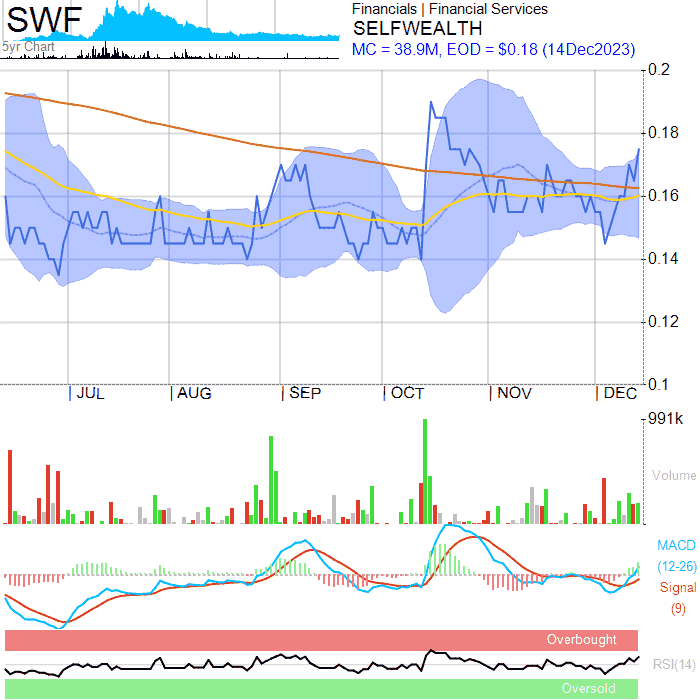 SWF
5yr Chart
Financials | Financial Services
SELFWEALTH
MC = 38.9M, EOD = $0.18 (14Dec2023)
0.2
0.18
0.16
0.14
0.12
0.1
| JUL | AUG | SEP | OCT | NOV | DEC
991k
Volume
MACD
(12-26)
Signal
(9)
Overbought
RSI(14)
Oversold